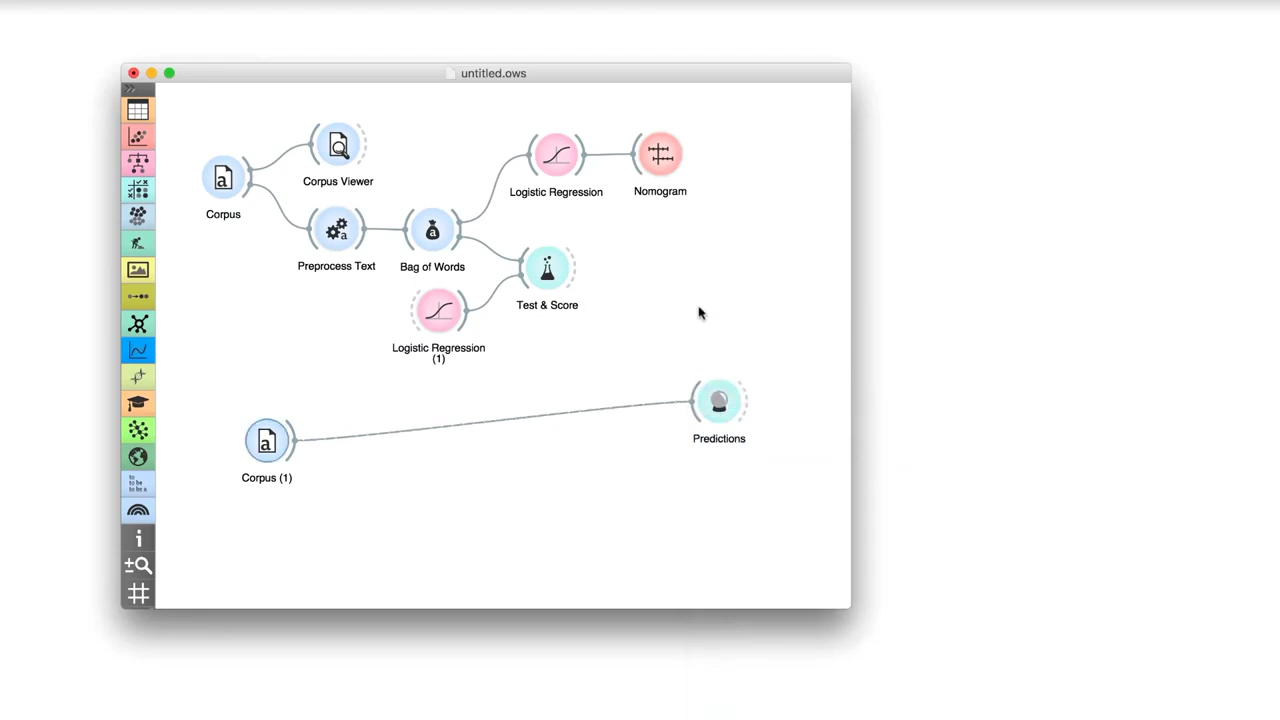 untitled.ows
Corpus Viewer
Corpus
Logistic Regression
Nomogram
Preprocess Text
Bag of Words
Test & Score
Logistic Regression
(1)
Predictions
Corpus (1)